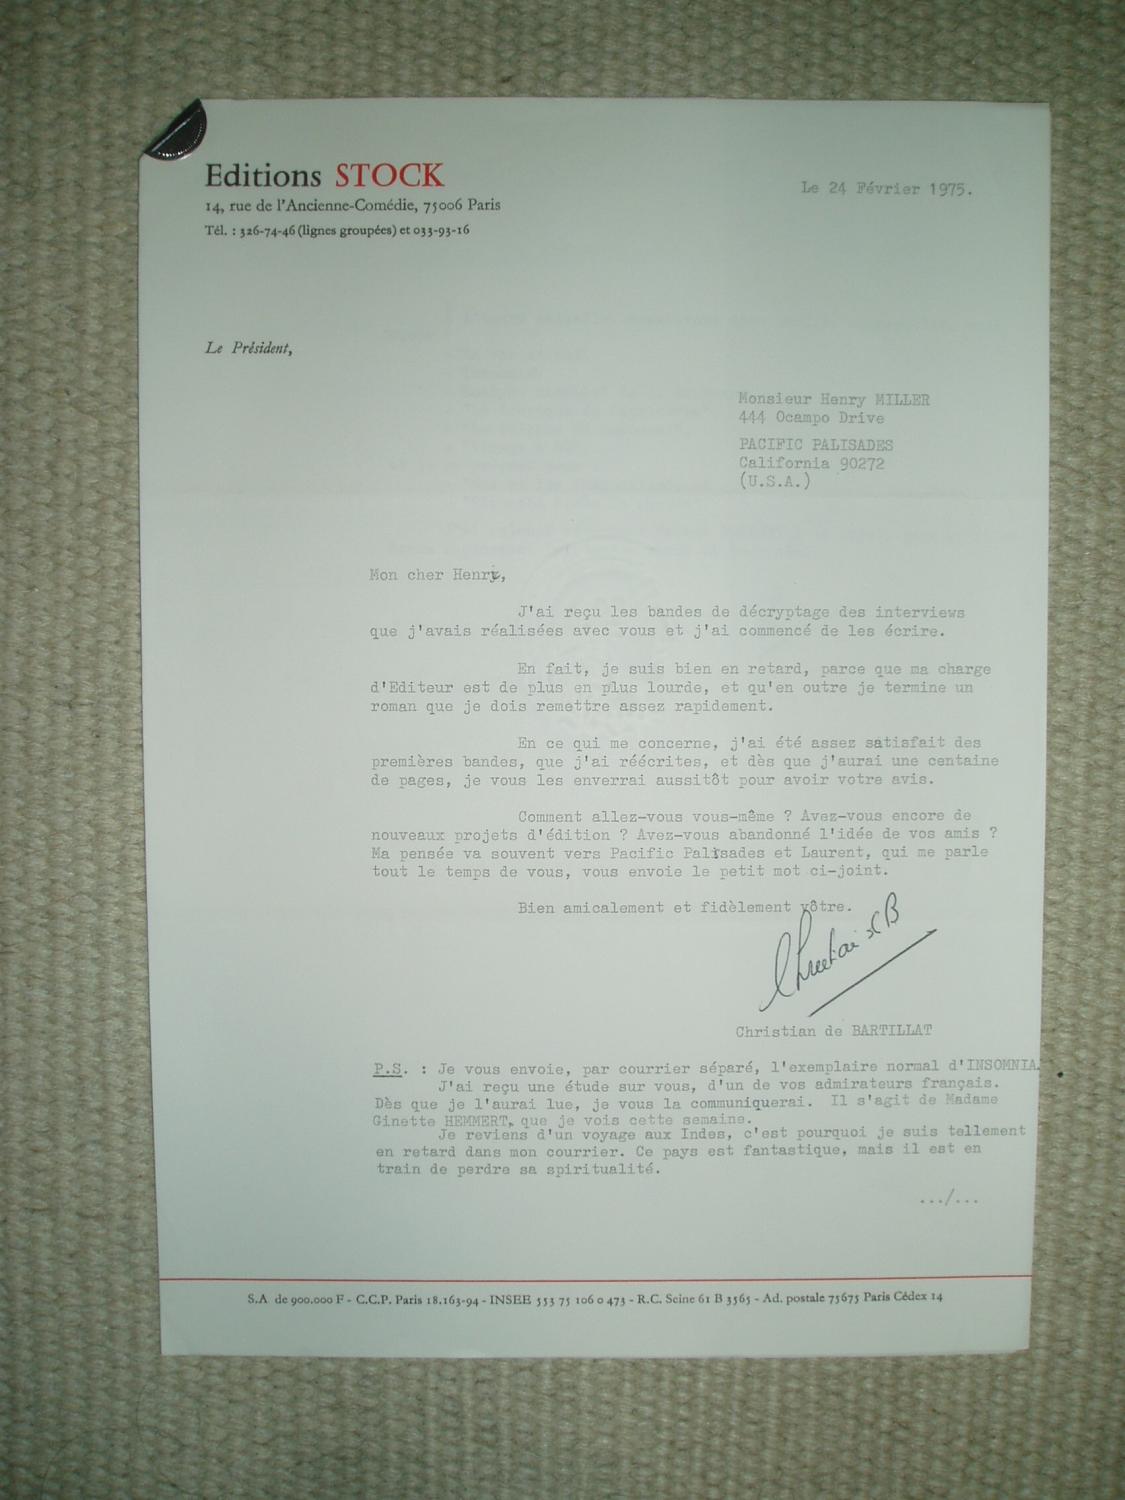 Editions STOCK
14, rue de l'Ancienne-Comédie, 75006 Paris
Tél. : 326-74-46 (lignes groupées) et 033-93-16
Le 24 Février 1975.
Le Président,
Monsieur Henry MILLER
444 Ocampo Drive
PACIFIC PALISADES
California 90272
(U.S.A.)
Mon cher Henry,
J'ai reçu les bandes de décryptage des interviews
que j'avais réalisées avec vous et j'ai commencé de les écrire.
En fait, je suis bien en retard, parce que ma charge
d'Editeur est de plus en plus lourde, et qu'en outre je termine un
roman que je dois remettre assez rapidement.
En ce qui me concerne, j'ai été assez satisfait des
premières bandes, que j'ai réécrites, et dès que j'aurai une centaine
de pages, je vous les enverrai aussitôt pour avoir votre avis.
Comment allez-vous vous-même ? Avez-vous encore de
nouveaux projets d'édition ? Avez-vous abandonné l'idée de vos amis ?
Ma pensée va souvent vers Pacific Palisades et Laurent, qui me parle
tout le temps de vous, vous envoie le petit mot ci-joint.
Bien amicalement et fidèlement vôtre.
Christian de BARTILLAT
P.S. : Je vous envoie, par courrier séparé, l'exemplaire normal d'INSOMNIA.
J'ai reçu une étude sur vous, d'un de vos admirateurs français.
Dès que je l'aurai lue, je vous la communiquerai. Il s'agit de Madame
Ginette HEMMERT, que je vois cette semaine.
Je reviens d'un voyage aux Indes, c'est pourquoi je suis tellement
en retard dans mon courrier. Ce pays est fantastique, mais il est en
train de perdre sa spiritualité.
.../...
S.A de 900.000 F - C.C.P. Paris 18.163-94 - INSEE 553 75 106 0 473 - R.C. Seine 61 B 3565 - Ad. postale 75675 Paris Cédex 14